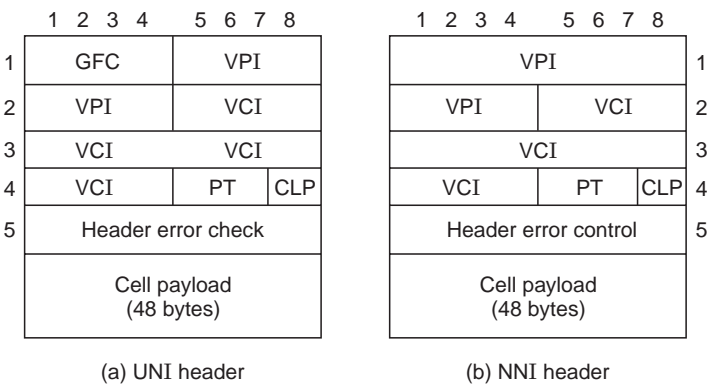 1 2 3 4 5 6 7 8
1 GFC VPI
2 VPI VCI
3 VCI VCI
4 VCI PT CLP
5 Header error check
Cell payload
(48 bytes)
(a) UNI header
1 2 3 4 5 6 7 8
VPI 1
VPI VCI 2
VCI 3
VCI PT CLP 4
Header error control 5
Cell payload
(48 bytes)
(b) NNI header